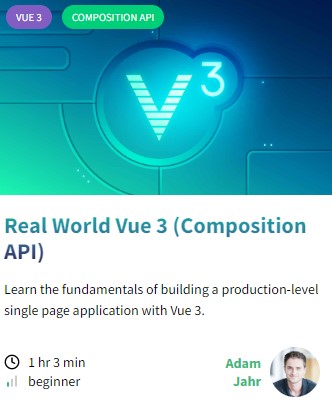 VUE 3 COMPOSITION API
V3
Real World Vue 3 (Composition
API)
Learn the fundamentals of building a production-level
single page application with Vue 3.
1 hr 3 min
beginner
Adam
Jahr